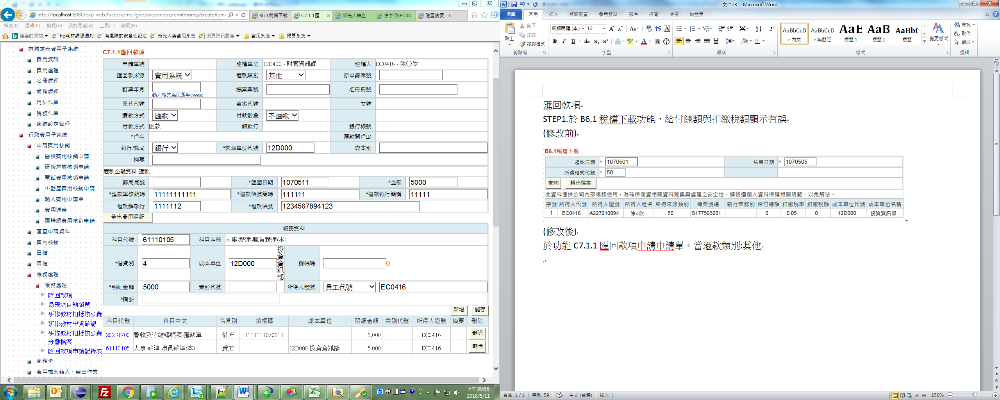 http://localhost:8080/exp_web/faces/kernel/gae/accporcess/remitmoney/createRemi
B6.1稅檔下載
C7.1.1匯...
新光人壽企...
涂宇欣(EC04...
建置摘要 - b...
檔案(F) 編輯(E) 檢視(V) 我的最愛(A) 工具(T) 說明(H)
建議的網站 hp耗材調漲通知 有風險的安全性設定 新光人壽費用系統 網頁快訊圖庫 費用系統 預算系統
有核定表費用子系統
費用資訊
費用處理
名冊處理
帳務處理
月結作業
稅務作業
系統設定管理
行政費用子系統
申請費用核銷
醫檢費用核銷申請
研修差旅核銷申請
電話費用核銷申請
不動產費用核銷申請
輸入費用申請單
費用送審
團購網費用核銷申請
審查申請資料
費用核銷
日結
月結
帳務處理
帳務處理
匯回款項
易飛網自動銷號
研修教材扣抵辦公費
研修教材出貨確認
研修教材扣抵辦公費
分攤檔案
匯回款項申請記錄表
商務卡
費用檔案轉入、轉出作業
C7.1.1匯回款項
申請單號 建檔單位 12D400 - 財管資訊課 建檔人 EC0416 - 涂〇欣
匯回款來源 費用系統 還款類別 其他 原申請單號
訂票年月 機票票號 名冊冊號
輸入格式為民國年yyymm
保代代號 專案代號 文號
還款方式 匯款 付款對象 不匯款
付款方式 匯款 解款行 銀行帳號
*戶名 匯款開戶ID
銀行/郵局 銀行 *來源單位代號 12D000 成本別
摘要
還款金融資料-匯款
郵局局號 *匯回日期 1070511 *金額 5000
*匯款單核銷碼 11111111111 *還款帳號簡碼 111111 *還款銀行簡稱 11111
還款解款行 1111112 *還款帳號 1234567894123
帶出費用明細
帳務資料
科目代號 61110105 科目名稱 人事-薪津-職員薪津(本)
*借貸別 4 成本單位 12D000 投資資訊部 銷帳碼 0
*明細金額 5000 業別代號 所得人證號 員工代號 EC0416
*摘要
新增 儲存
科目代號 科目中文 借貸別 銷帳碼 成本單位 明細金額 業別代號 所得人證號 摘要 刪除
20231700 暫收及待結轉帳項-匯款單 借方 1111111070511 5,000 EC0416 刪除
61110105 人事-薪津-職員薪津(本) 貸方 12D000 投資資訊部 5,000 EC0416 刪除
中
上午 09:56
2018/5/11
文件73 - Microsoft Word
檔案 常用 插入 版面配置 參考資料 郵件 校閱 檢視 增益集
貼上 剪下 複製 複製格式
新細明體 (本文 12
AaBbCcD AaBbCcD AaBb AaBb AaBbC
內文 無間距 標題 1 標題 2 標題
變更樣式 尋找 取代 選取
剪貼簿 字型 段落 樣式 編輯
匯回款項
STEP1.於 B6.1 稅檔下載功能，給付總額與扣繳稅額顯示有誤
(修改前)
B6.1稅檔下載
起始日期 * 1070501 結束日期 * 1070505
所得格式代號 * 50
查詢 轉出檔案
此資料僅供公司內部帳務使用，為確保個資相關資料蒐集與處理之安全性，請恪遵個人資料保護相關規範，以免觸法。
序號 所得人代號 所得人證號 所得人姓名 所得來源類別 傳票號碼 執行業務別 給付總額 扣繳稅率 扣繳稅額 成本單位代號 成本單位名稱
1 EC0416 A227210094 涂○欣 50 S177503001 0 0.05 0 12D000 投資資訊部
(修改後)
於功能 C7.1.1 匯回款項申請申請單。當還款類別:其他
頁面: 1 / 1 字數: 59 中文 (台灣) 插入 150%